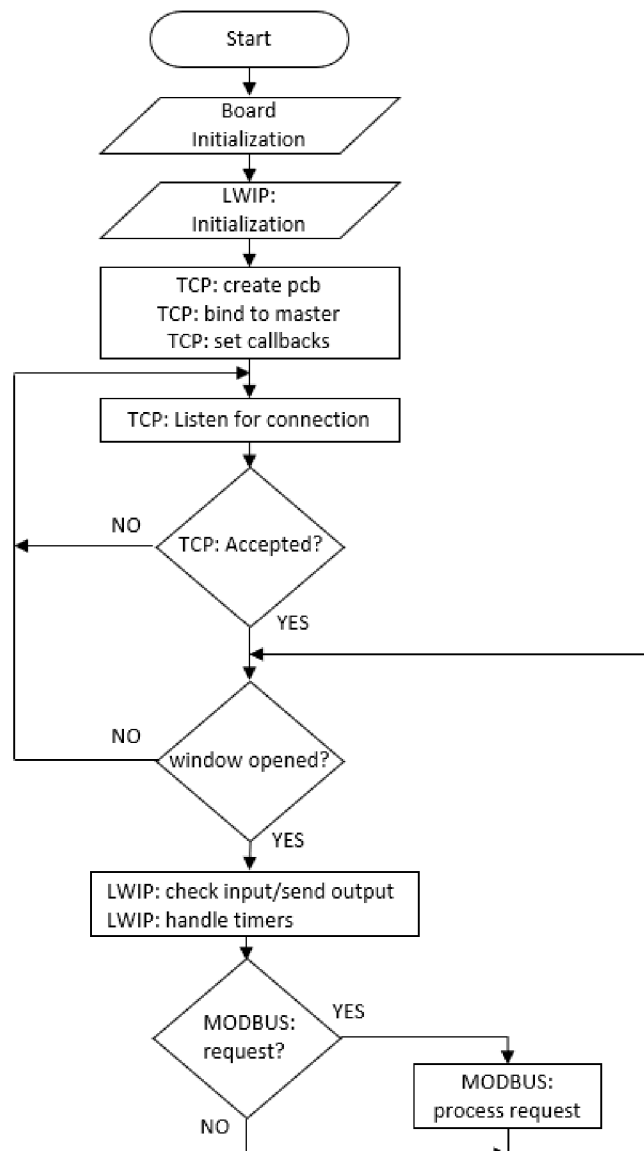 Start
Board
Initialization
LWIP:
Initialization
TCP: create pcb
TCP: bind to master
TCP: set callbacks
TCP: Listen for connection
NO
TCP: Accepted?
YES
NO
window opened?
YES
LWIP: check input/send output
LWIP: handle timers
YES
MODBUS:
request?
MODBUS:
process request
NO